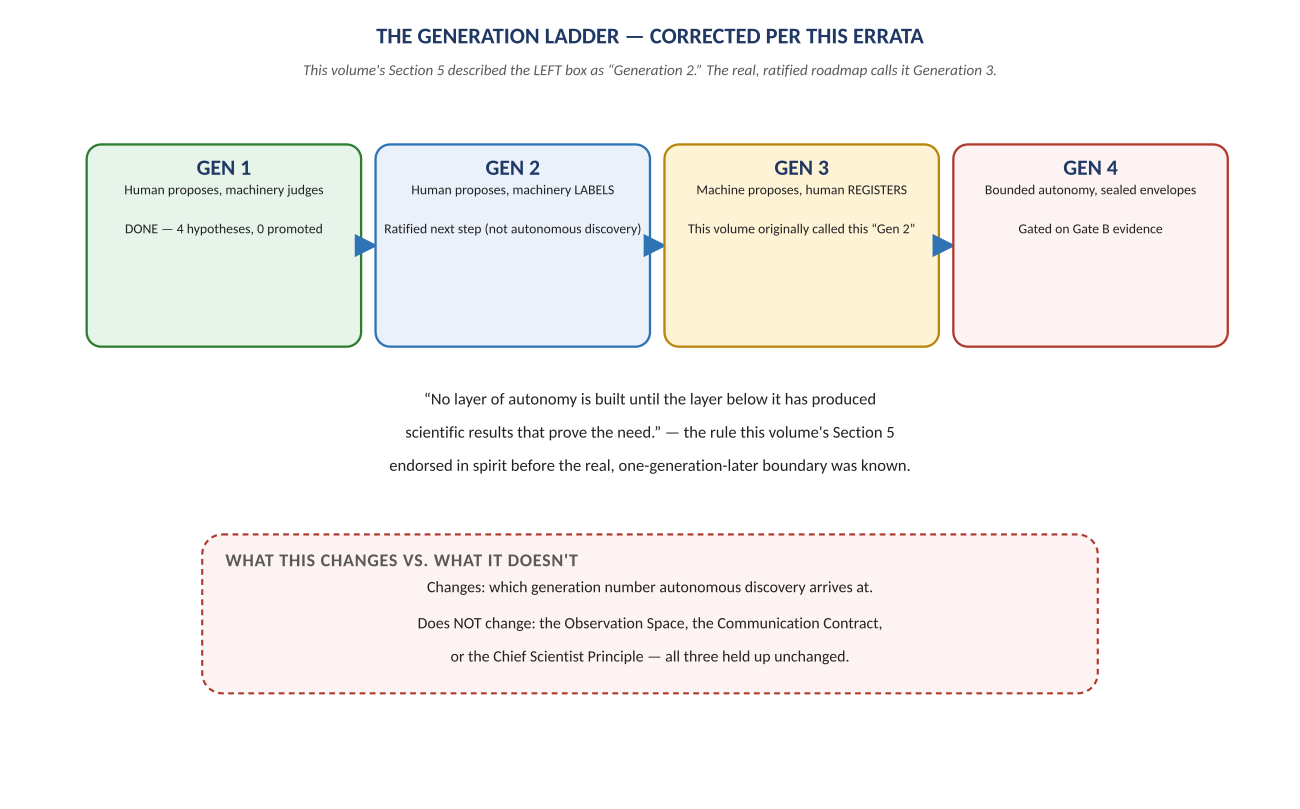 THE GENERATION LADDER — CORRECTED PER THIS ERRATA
This volume's Section 5 described the LEFT box as “Generation 2.” The real, ratified roadmap calls it Generation 3.
GEN 1
Human proposes, machinery judges
DONE — 4 hypotheses, 0 promoted
GEN 2
Human proposes, machinery LABELS
Ratified next step (not autonomous discovery)
GEN 3
Machine proposes, human REGISTERS
This volume originally called this “Gen 2”
GEN 4
Bounded autonomy, sealed envelopes
Gated on Gate B evidence
“No layer of autonomy is built until the layer below it has produced
scientific results that prove the need.” — the rule this volume's Section 5
endorsed in spirit before the real, one-generation-later boundary was known.
WHAT THIS CHANGES VS. WHAT IT DOESN'T
Changes: which generation number autonomous discovery arrives at.
Does NOT change: the Observation Space, the Communication Contract,
or the Chief Scientist Principle — all three held up unchanged.